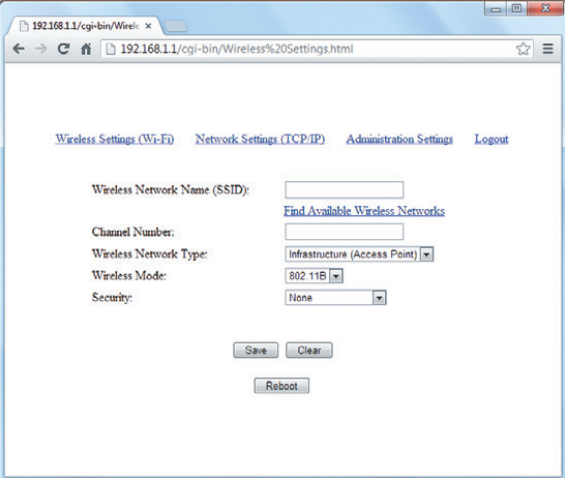 192.168.1.1/cgi-bin/Wirele
192.168.1.1/cgi-bin/Wireless%20Settings.html
Wireless Settings (Wi-Fi) Network Settings (TCP/IP) Administration Settings Logout
Wireless Network Name (SSID):
Find Available Wireless Networks
Channel Number:
Wireless Network Type: Infrastructure (Access Point)
Wireless Mode: 802.11B
Security: None
Save Clear
Reboot